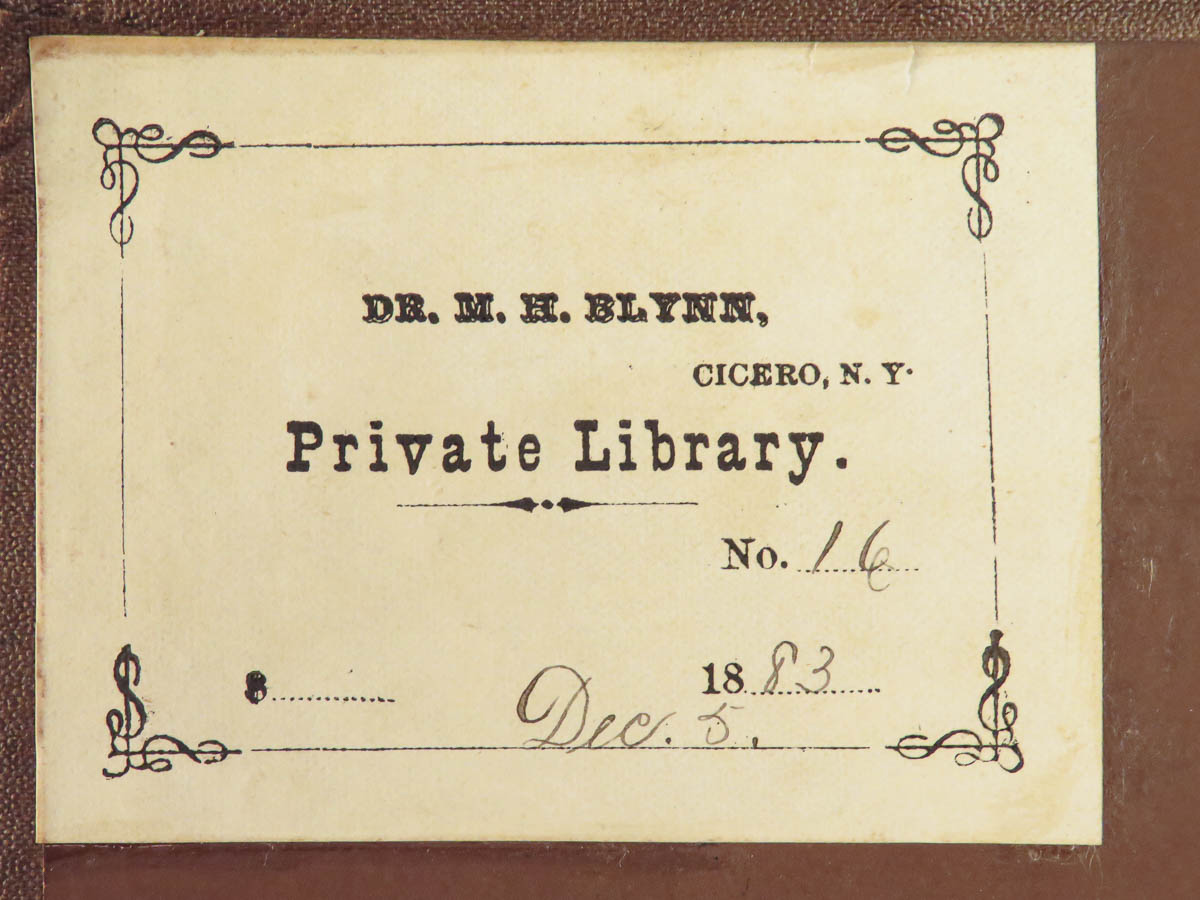 DR. M. H. BLYNN,
CICERO, N. Y.
Private Library.
No. 16
$ 1883
Dec. 5.